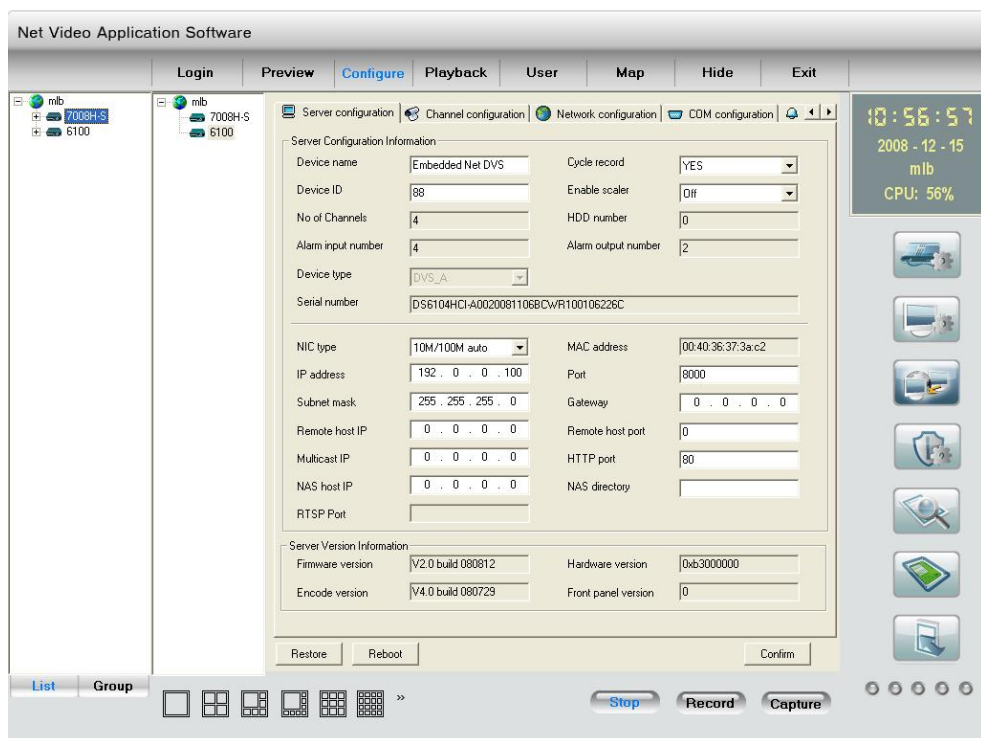 Net Video Application Software
Login Preview Configure Playback User Map Hide Exit
mlb
7008H-S
6100
mlb
7008H-S
6100
Server configuration Channel configuration Network configuration COM configuration
Server Configuration Information
Device name Embedded Net DVS Cycle record YES
Device ID 88 Enable scaler Off
No of Channels 4 HDD number 0
Alarm input number 4 Alarm output number 2
Device type DVS_A
Serial number DS6104HCI-A0020081106BCWR100106226C
NIC type 10M/100M auto MAC address 00:40:36:37:3a:c2
IP address 192 . 0 . 0 .100 Port 8000
Subnet mask 255 . 255 . 255 . 0 Gateway 0 . 0 . 0 . 0
Remote host IP 0 . 0 . 0 . 0 Remote host port 0
Multicast IP 0 . 0 . 0 . 0 HTTP port 80
NAS host IP 0 . 0 . 0 . 0 NAS directory
RTSP Port
Server Version Information
Firmware version V2.0 build 080812 Hardware version 0xb3000000
Encode version V4.0 build 080729 Front panel version 0
Restore Reboot Confirm
10:56:57
2008 - 12 - 15
mlb
CPU: 56%
List Group
» Stop Record Capture